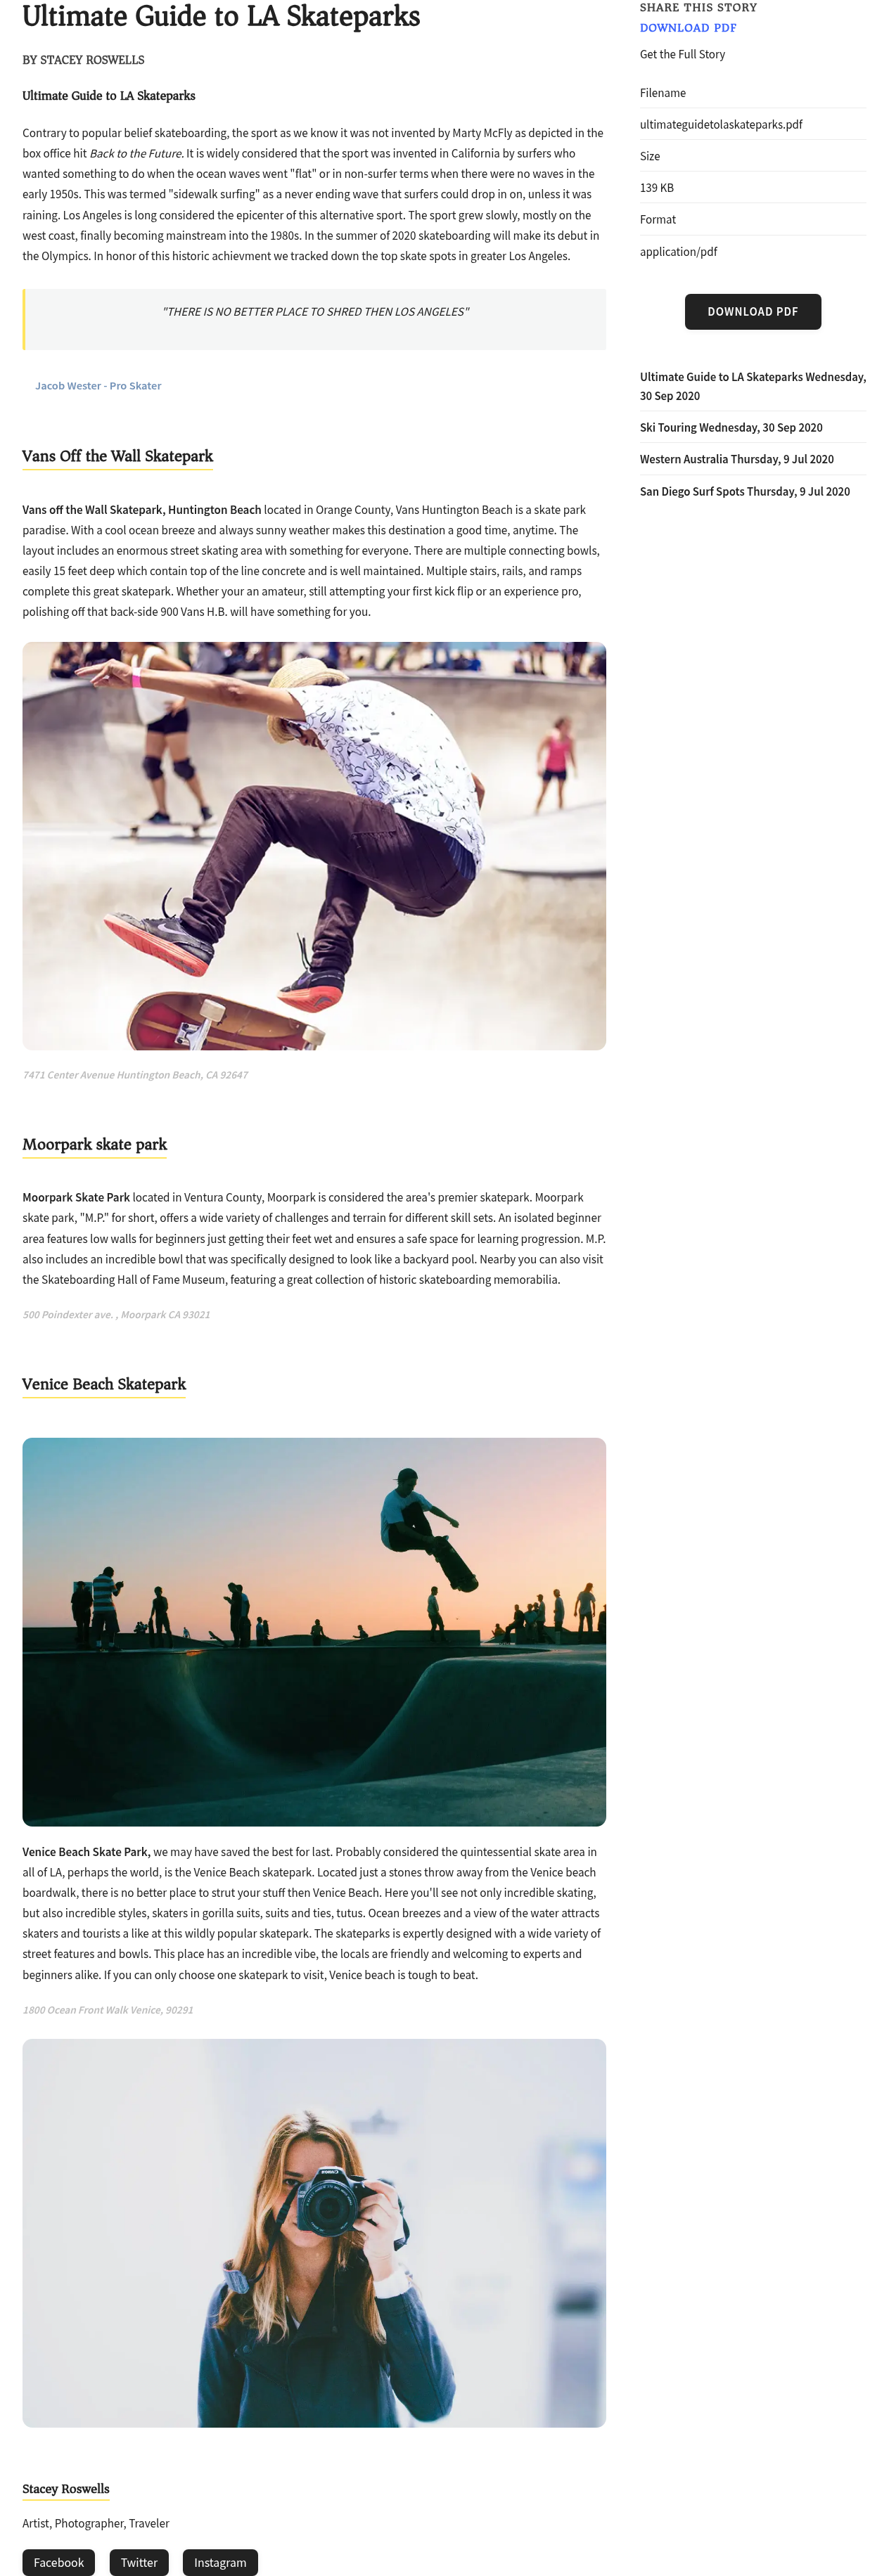 Ultimate Guide to LA Skateparks
BY STACEY ROSWELLS
Ultimate Guide to LA Skateparks
Contrary to popular belief skateboarding, the sport as we know it was not invented by Marty McFly as depicted in the
box office hit Back to the Future. It is widely considered that the sport was invented in California by surfers who
wanted something to do when the ocean waves went "flat" or in non-surfer terms when there were no waves in the
early 1950s. This was termed "sidewalk surfing" as a never ending wave that surfers could drop in on, unless it was
raining. Los Angeles is long considered the epicenter of this alternative sport. The sport grew slowly, mostly on the
west coast, finally becoming mainstream into the 1980s. In the summer of 2020 skateboarding will make its debut in
the Olympics. In honor of this historic achievment we tracked down the top skate spots in greater Los Angeles.
"THERE IS NO BETTER PLACE TO SHRED THEN LOS ANGELES"
Jacob Wester - Pro Skater
Vans Off the Wall Skatepark
Vans off the Wall Skatepark, Huntington Beach located in Orange County, Vans Huntington Beach is a skate park
paradise. With a cool ocean breeze and always sunny weather makes this destination a good time, anytime. The
layout includes an enormous street skating area with something for everyone. There are multiple connecting bowls,
easily 15 feet deep which contain top of the line concrete and is well maintained. Multiple stairs, rails, and ramps
complete this great skatepark. Whether your an amateur, still attempting your first kick flip or an experience pro,
polishing off that back-side 900 Vans H.B. will have something for you.
7471 Center Avenue Huntington Beach, CA 92647
Moorpark skate park
Moorpark Skate Park located in Ventura County, Moorpark is considered the area's premier skatepark. Moorpark
skate park, "M.P." for short, offers a wide variety of challenges and terrain for different skill sets. An isolated beginner
area features low walls for beginners just getting their feet wet and ensures a safe space for learning progression. M.P.
also includes an incredible bowl that was specifically designed to look like a backyard pool. Nearby you can also visit
the Skateboarding Hall of Fame Museum, featuring a great collection of historic skateboarding memorabilia.
500 Poindexter ave. , Moorpark CA 93021
Venice Beach Skatepark
Venice Beach Skate Park, we may have saved the best for last. Probably considered the quintessential skate area in
all of LA, perhaps the world, is the Venice Beach skatepark. Located just a stones throw away from the Venice beach
boardwalk, there is no better place to strut your stuff then Venice Beach. Here you'll see not only incredible skating,
but also incredible styles, skaters in gorilla suits, suits and ties, tutus. Ocean breezes and a view of the water attracts
skaters and tourists a like at this wildly popular skatepark. The skateparks is expertly designed with a wide variety of
street features and bowls. This place has an incredible vibe, the locals are friendly and welcoming to experts and
beginners alike. If you can only choose one skatepark to visit, Venice beach is tough to beat.
1800 Ocean Front Walk Venice, 90291
Stacey Roswells
Artist, Photographer, Traveler
Facebook
Twitter
Instagram
SHARE THIS STORY
DOWNLOAD PDF
Get the Full Story
Filename
ultimateguidetolaskateparks.pdf
Size
139 KB
Format
application/pdf
DOWNLOAD PDF
Ultimate Guide to LA Skateparks Wednesday,
30 Sep 2020
Ski Touring Wednesday, 30 Sep 2020
Western Australia Thursday, 9 Jul 2020
San Diego Surf Spots Thursday, 9 Jul 2020